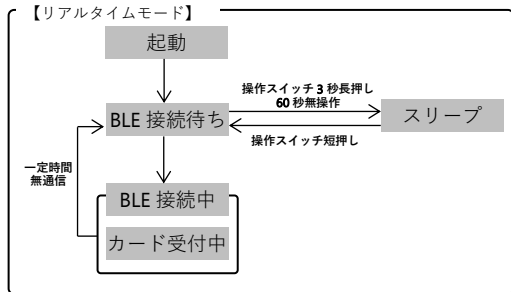 【リアルタイムモード】
起動
操作スイッチ3秒長押し
60秒無操作
BLE 接続待ち
スリープ
操作スイッチ短押し
一定時間
無通信
BLE 接続中
カード受付中